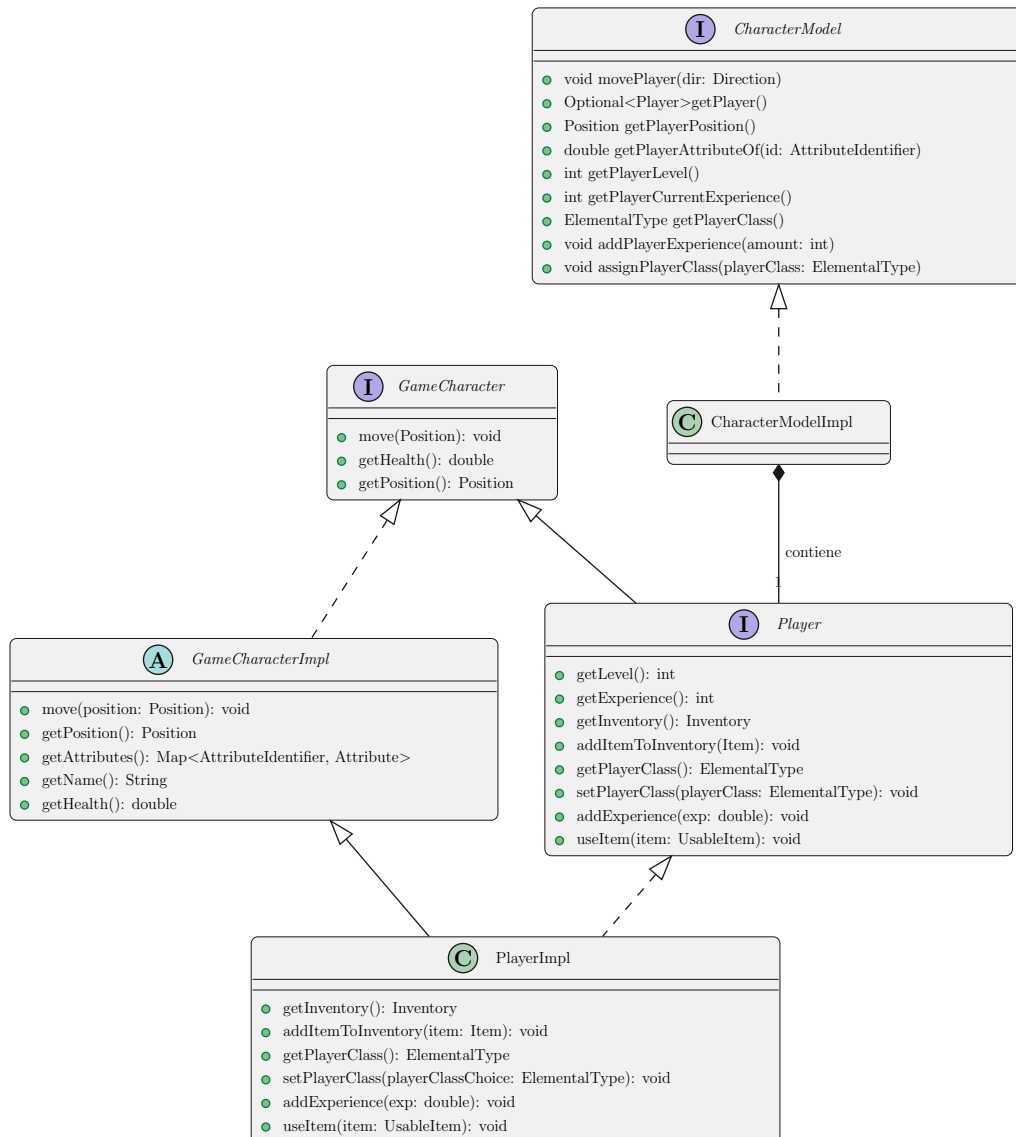 I CharacterModel
void movePlayer(dir: Direction)
Optional<Player>getPlayer()
Position getPlayerPosition()
double getPlayerAttributeOf(id: AttributeIdentifier)
int getPlayerLevel()
int getPlayerCurrentExperience()
ElementalType getPlayerClass()
void addPlayerExperience(amount: int)
void assignPlayerClass(playerClass: ElementalType)
I GameCharacter
move(Position): void
getHealth(): double
getPosition(): Position
C CharacterModelImpl
contiene
1
A GameCharacterImpl
move(position: Position): void
getPosition(): Position
getAttributes(): Map<AttributeIdentifier, Attribute>
getName(): String
getHealth(): double
I Player
getLevel(): int
getExperience(): int
getInventory(): Inventory
addItemToInventory(Item): void
getPlayerClass(): ElementalType
setPlayerClass(playerClass: ElementalType): void
addExperience(exp: double): void
useItem(item: UsableItem): void
C PlayerImpl
getInventory(): Inventory
addItemToInventory(item: Item): void
getPlayerClass(): ElementalType
setPlayerClass(playerClassChoice: ElementalType): void
addExperience(exp: double): void
useItem(item: UsableItem): void